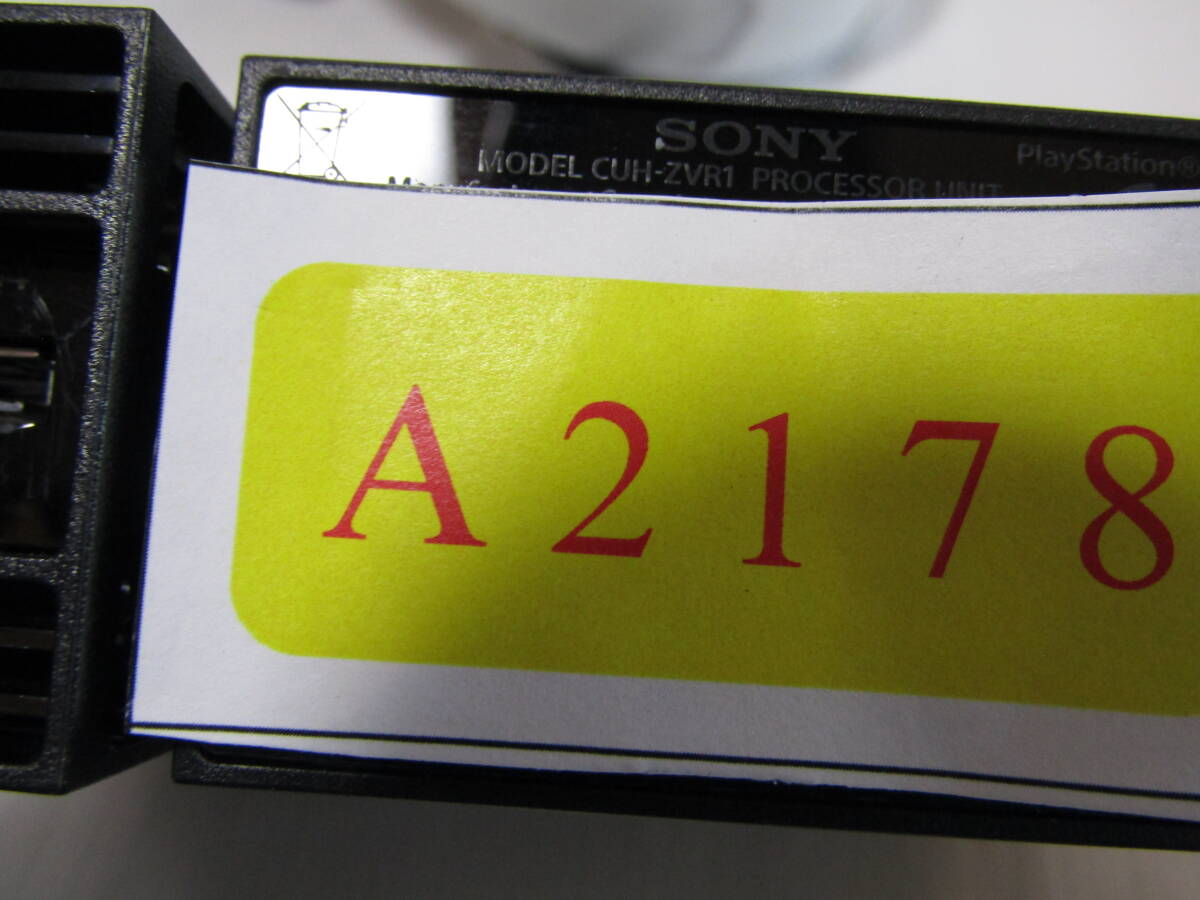 SONY
PlayStation®
MODEL CUH-ZVR1 PROCESSOR UNIT
A2178